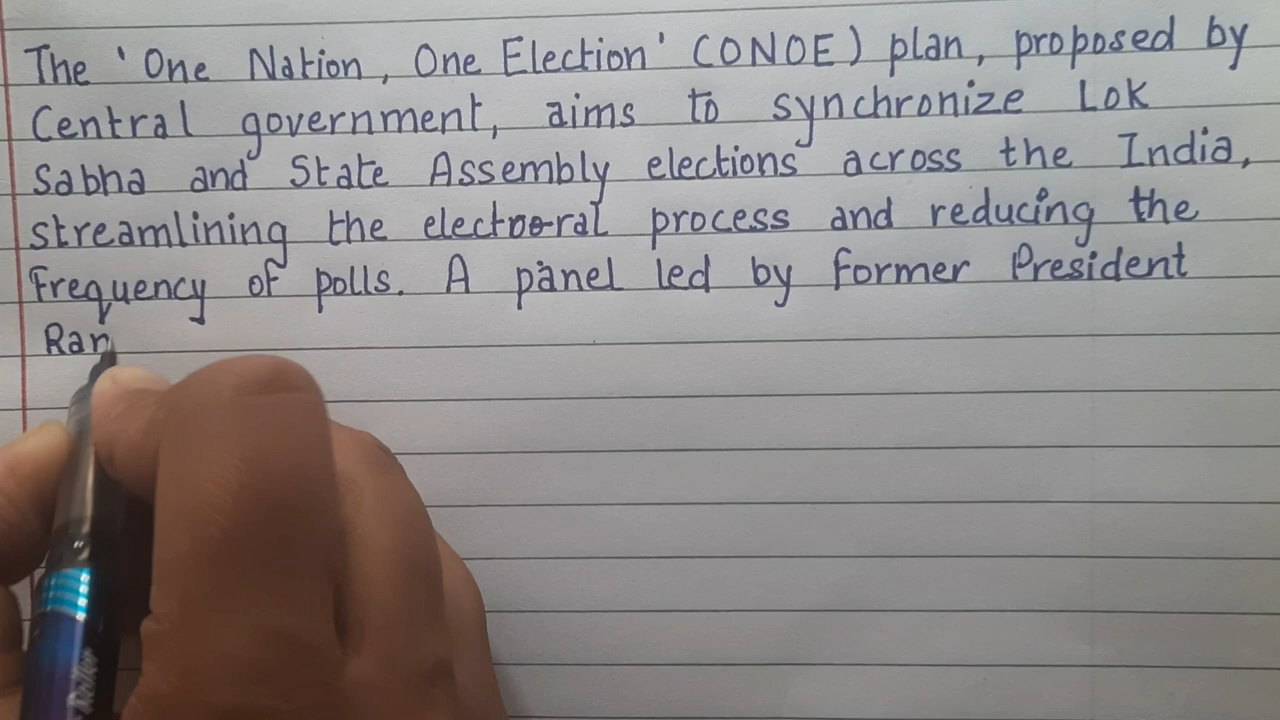 The 'One Nation, One Election' (ONOE) plan, proposed by
Central government, aims to synchronize Lok
Sabha and State Assembly elections across the India,
streamlining the electoral process and reducing the
frequency of polls. A panel led by former President
Ram